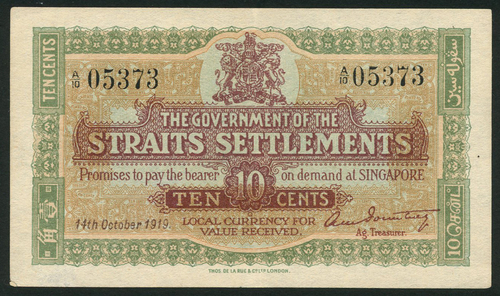 TEN CENTS
A/10 05373
A/10 05373
THE GOVERNMENT OF THE
STRAITS SETTLEMENTS
Promises to pay the bearer on demand at SINGAPORE
TEN 10 CENTS
14th October 1919.
LOCAL CURRENCY FOR
VALUE RECEIVED.
Ag. Treasurer.
壹角
THOS DE LA RUE & CO LTD LONDON.